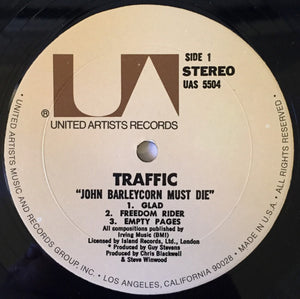 UA
SIDE 1
STEREO
UAS 5504
®
UNITED ARTISTS RECORDS
TRAFFIC
"JOHN BARLEYCORN MUST DIE"
1. GLAD
2. FREEDOM RIDER
3. EMPTY PAGES
All compositions published by
Irving Music (BMI)
Licensed by Island Records, Ltd., London
* Produced by Guy Stevens
• Produced by Chris Blackwell
& Steve Winwood
• UNITED ARTISTS MUSIC AND RECORDS GROUP, INC. • LOS ANGELES, CALIFORNIA 90028 • MADE IN U.S.A. • ALL RIGHTS RESERVED